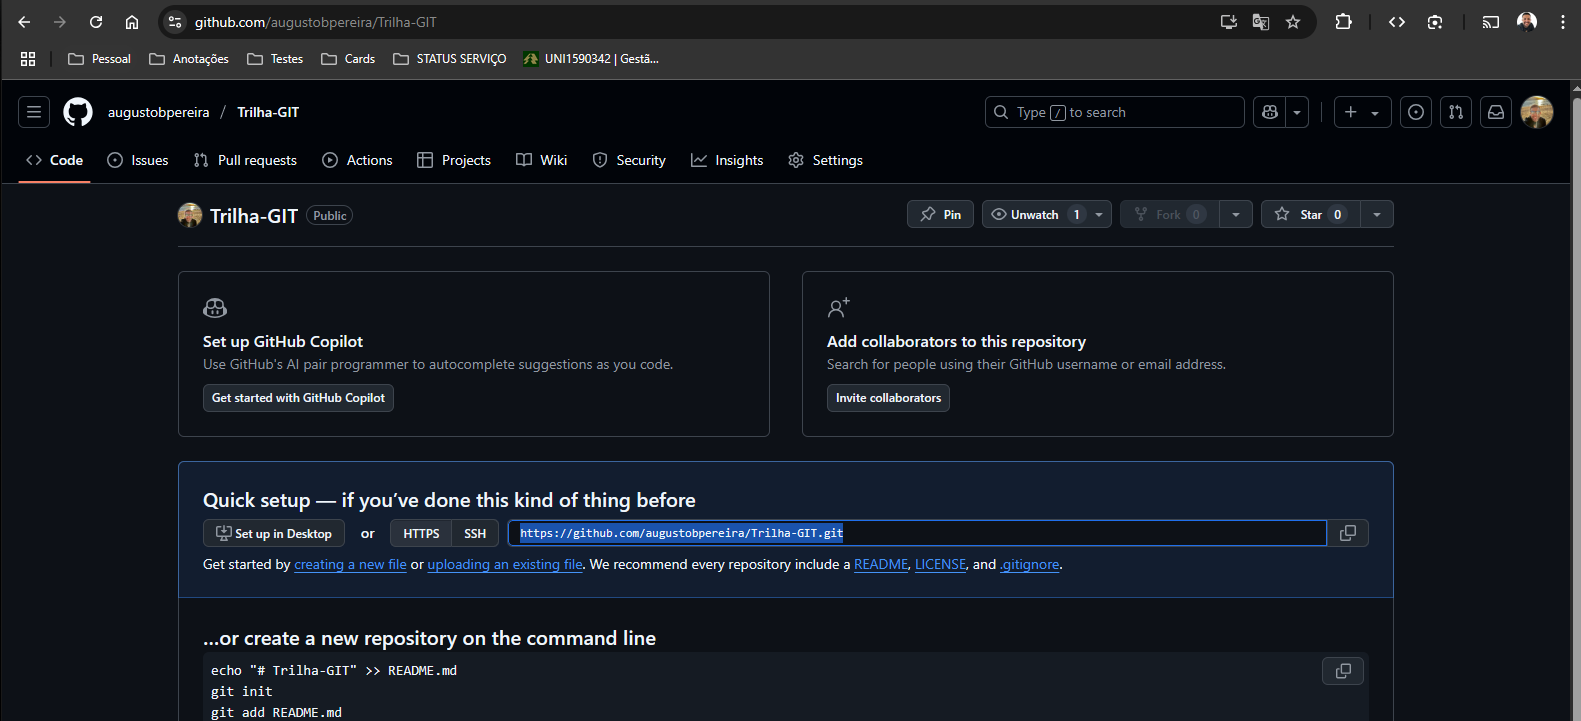 github.com/augustobpereira/Trilha-GIT
Pessoal Anotações Testes Cards STATUS SERVIÇO UNI1590342 | Gestã...
augustobpereira / Trilha-GIT
Type / to search
Code Issues Pull requests Actions Projects Wiki Security Insights Settings
Trilha-GIT Public
Pin Unwatch 1 Fork 0 Star 0
Set up GitHub Copilot
Use GitHub's AI pair programmer to autocomplete suggestions as you code.
Get started with GitHub Copilot
Add collaborators to this repository
Search for people using their GitHub username or email address.
Invite collaborators
Quick setup — if you’ve done this kind of thing before
Set up in Desktop or HTTPS SSH https://github.com/augustobpereira/Trilha-GIT.git
Get started by creating a new file or uploading an existing file. We recommend every repository include a README, LICENSE, and .gitignore.
…or create a new repository on the command line
echo "# Trilha-GIT" >> README.md
git init
git add README.md